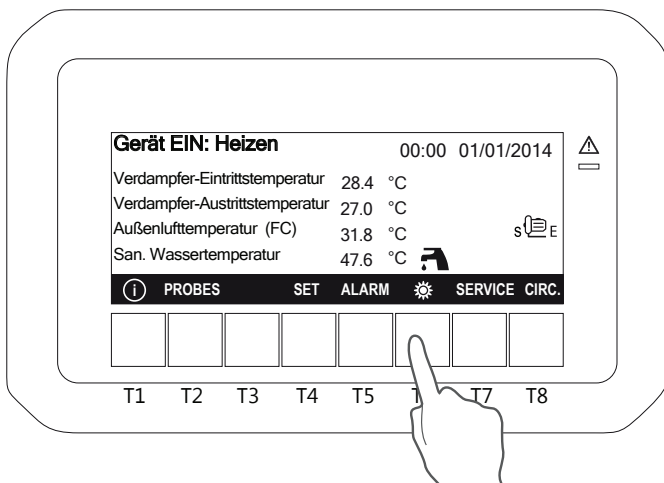 Gerät EIN: Heizen 00:00 01/01/2014
Verdampfer-Eintrittstemperatur 28.4 °C
Verdampfer-Austrittstemperatur 27.0 °C
Außenlufttemperatur (FC) 31.8 °C
S E
San. Wassertemperatur 47.6 °C
i PROBES SET ALARM SERVICE CIRC.
T1 T2 T3 T4 T5 T T7 T8